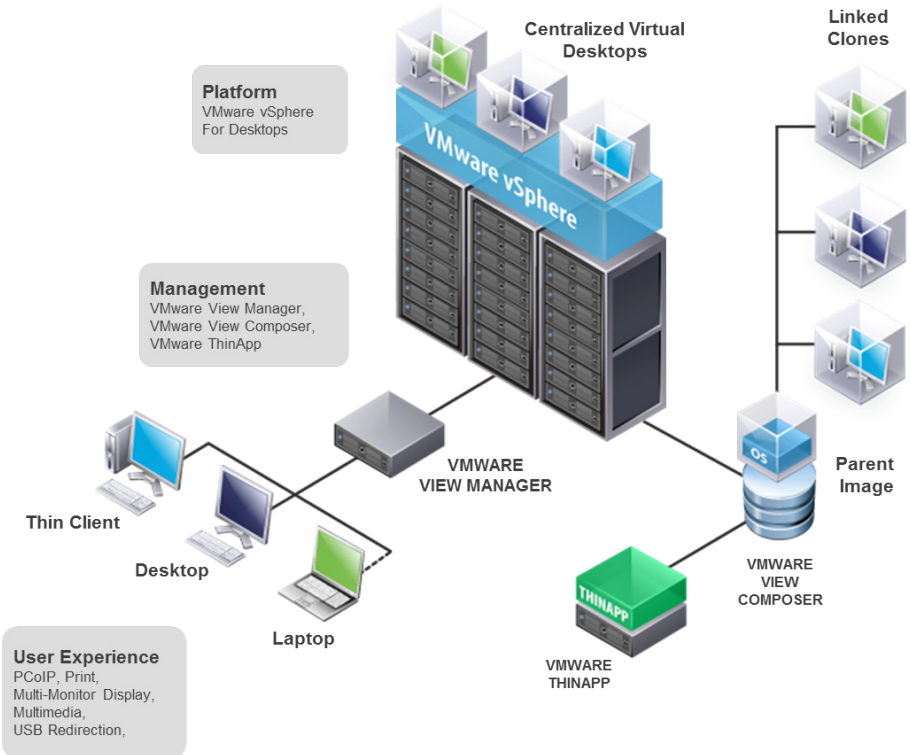 Centralized Virtual
Desktops
Linked
Clones
Platform
VMware vSphere
For Desktops
VMware vSphere
Management
VMware View Manager,
VMware View Composer,
VMware ThinApp
VMWARE
VIEW MANAGER
OS
Parent
Image
Thin Client
Desktop
Laptop
THINAPP
VMWARE
VIEW
COMPOSER
VMWARE
THINAPP
User Experience
PCoIP, Print,
Multi-Monitor Display,
Multimedia,
USB Redirection,